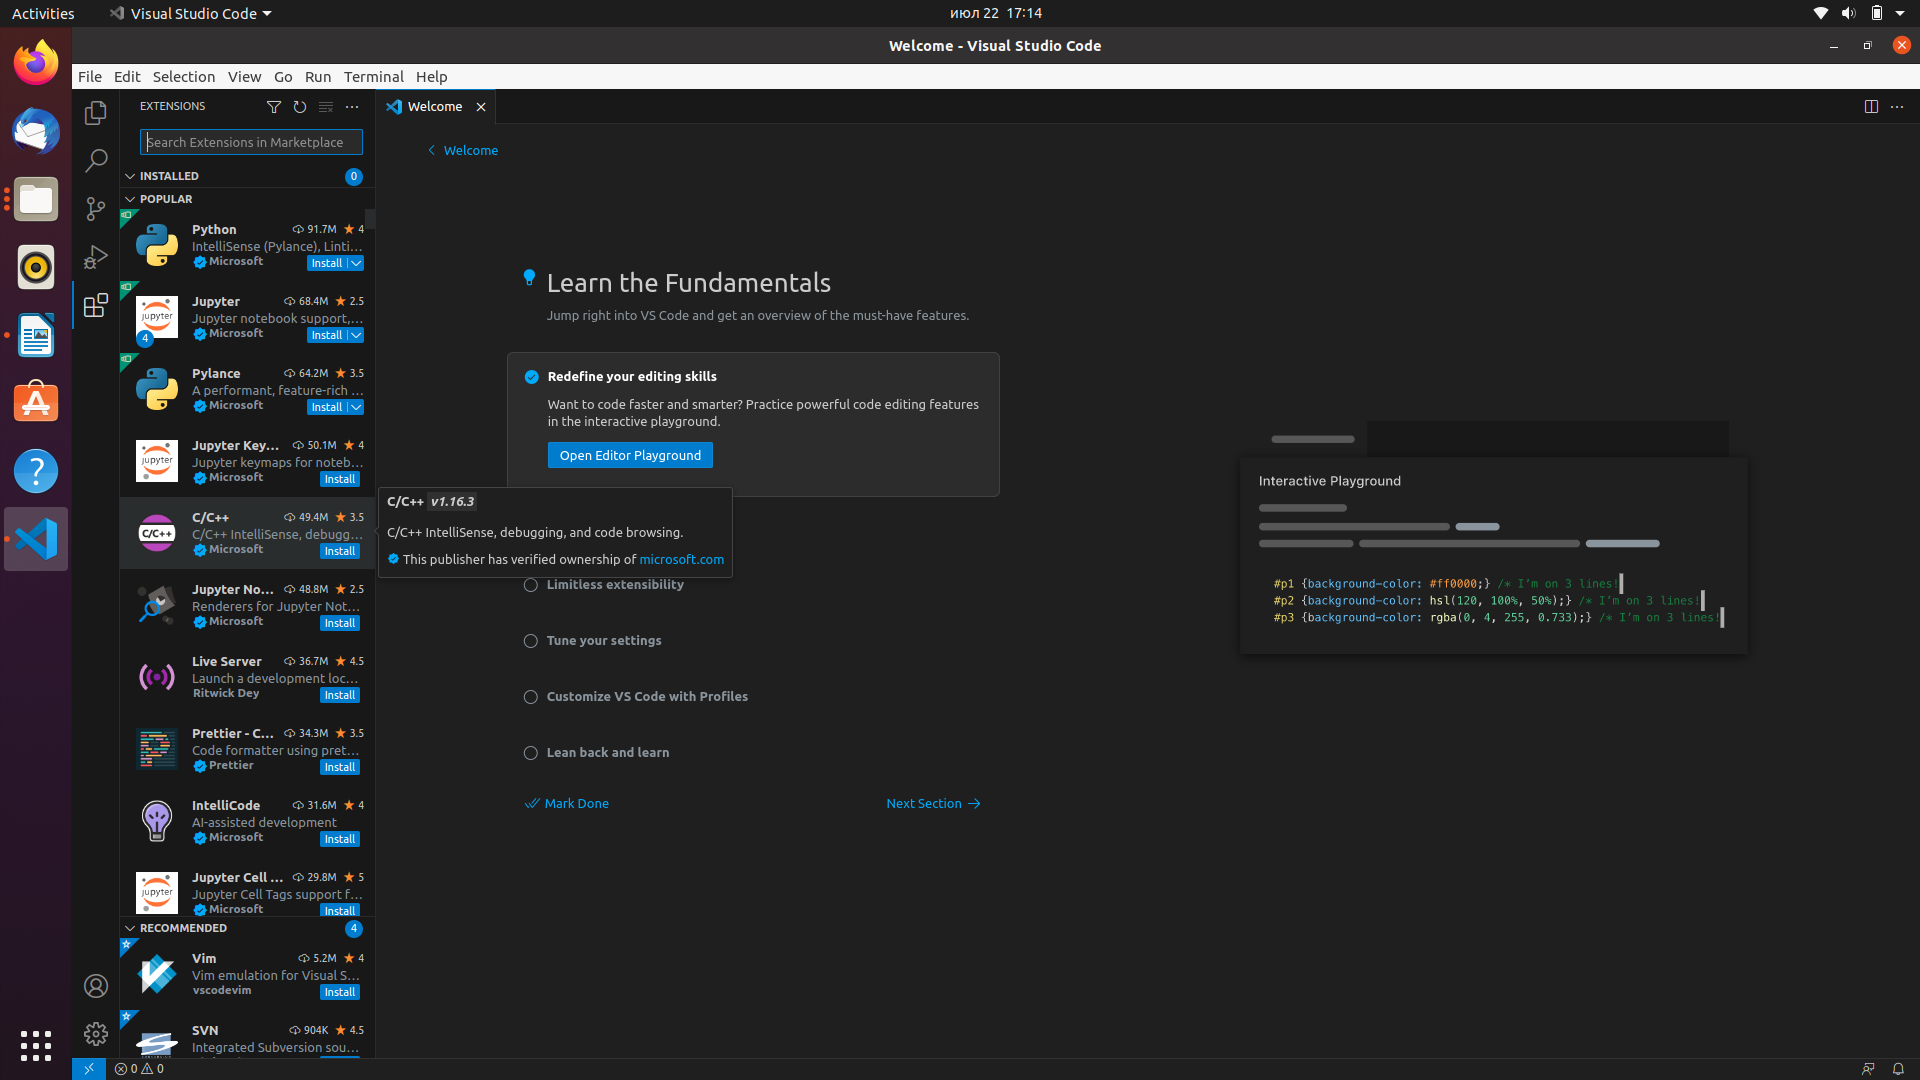 Activities
Visual Studio Code
июл 22 17:14
Welcome - Visual Studio Code
File Edit Selection View Go Run Terminal Help
EXTENSIONS
Search Extensions in Marketplace
INSTALLED 0
POPULAR
Python 91.7M 4
IntelliSense (Pylance), Linti...
Microsoft Install
Jupyter 68.4M 2.5
Jupyter notebook support,...
Microsoft Install
4
Pylance 64.2M 3.5
A performant, feature-rich ...
Microsoft Install
Jupyter Key... 50.1M 4
Jupyter keymaps for noteb...
Microsoft Install
C/C++ 49.4M 3.5
C/C++ IntelliSense, debugg...
Microsoft Install
Jupyter No... 48.8M 2.5
Renderers for Jupyter Not...
Microsoft Install
Live Server 36.7M 4.5
Launch a development loc...
Ritwick Dey Install
Prettier - C... 34.3M 3.5
Code formatter using pret...
Prettier Install
IntelliCode 31.6M 4
AI-assisted development
Microsoft Install
Jupyter Cell ... 29.8M 5
Jupyter Cell Tags support f...
Microsoft Install
RECOMMENDED 4
Vim 5.2M 4
Vim emulation for Visual S...
vscodevim Install
SVN 904K 4.5
Integrated Subversion sou...
Welcome
Welcome
Learn the Fundamentals
Jump right into VS Code and get an overview of the must-have features.
Redefine your editing skills
Want to code faster and smarter? Practice powerful code editing features
in the interactive playground.
Open Editor Playground
C/C++ v1.16.3
C/C++ IntelliSense, debugging, and code browsing.
This publisher has verified ownership of microsoft.com
Limitless extensibility
Tune your settings
Customize VS Code with Profiles
Lean back and learn
Mark Done
Next Section
Interactive Playground
#p1 {background-color: #ff0000;} /* I'm on 3 lines!
#p2 {background-color: hsl(120, 100%, 50%);} /* I'm on 3 lines!
#p3 {background-color: rgba(0, 4, 255, 0.733);} /* I'm on 3 lines!
0 0